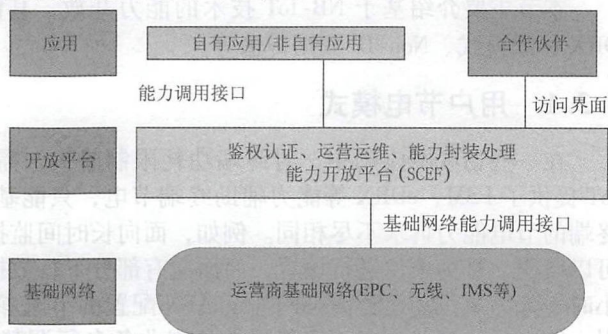 应用
自有应用/非自有应用
合作伙伴
能力调用接口
访问界面
开放平台
鉴权认证、运营运维、能力封装处理
能力开放平台(SCEF)
基础网络能力调用接口
基础网络
运营商基础网络(EPC、无线、IMS等)